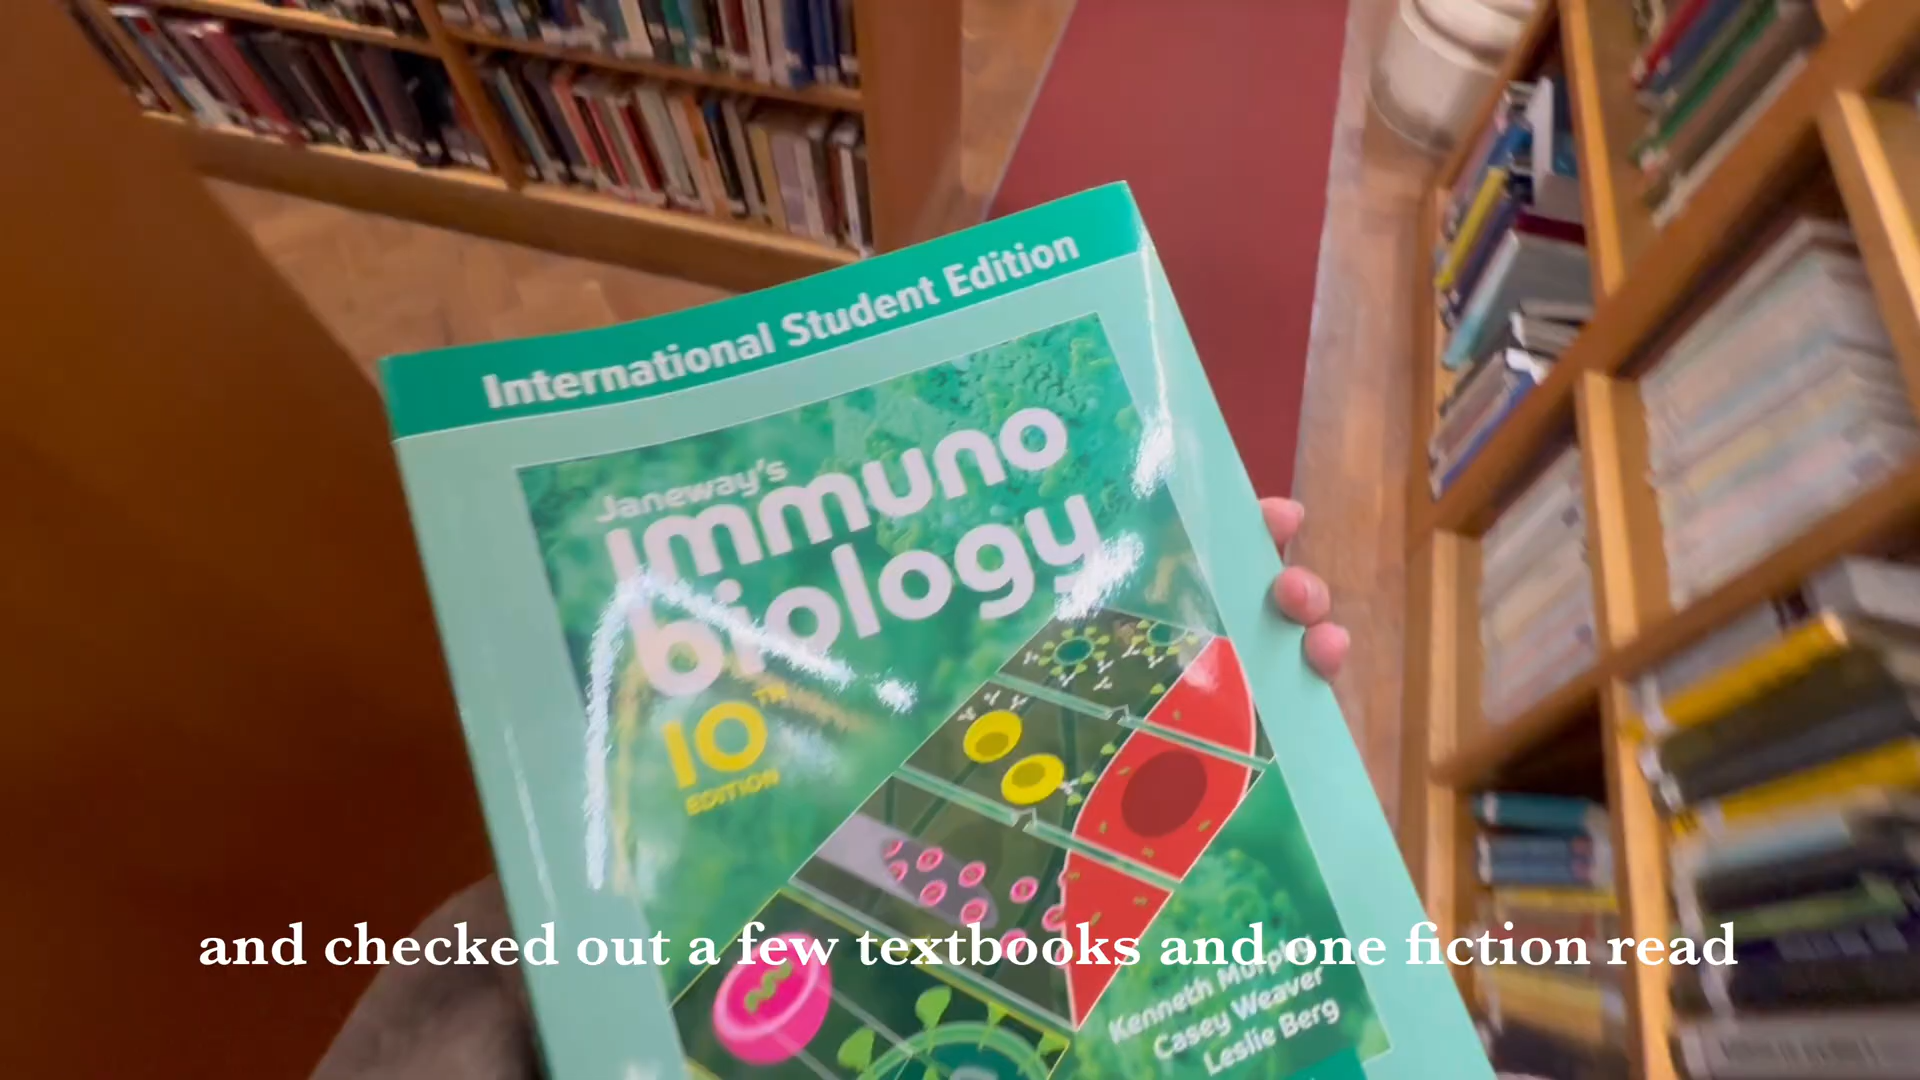 International Student Edition
Janeway's
Immuno
biology
10TH
EDITION
and checked out a few textbooks and one fiction read
Kenneth Murphy
Casey Weaver
Leslie Berg